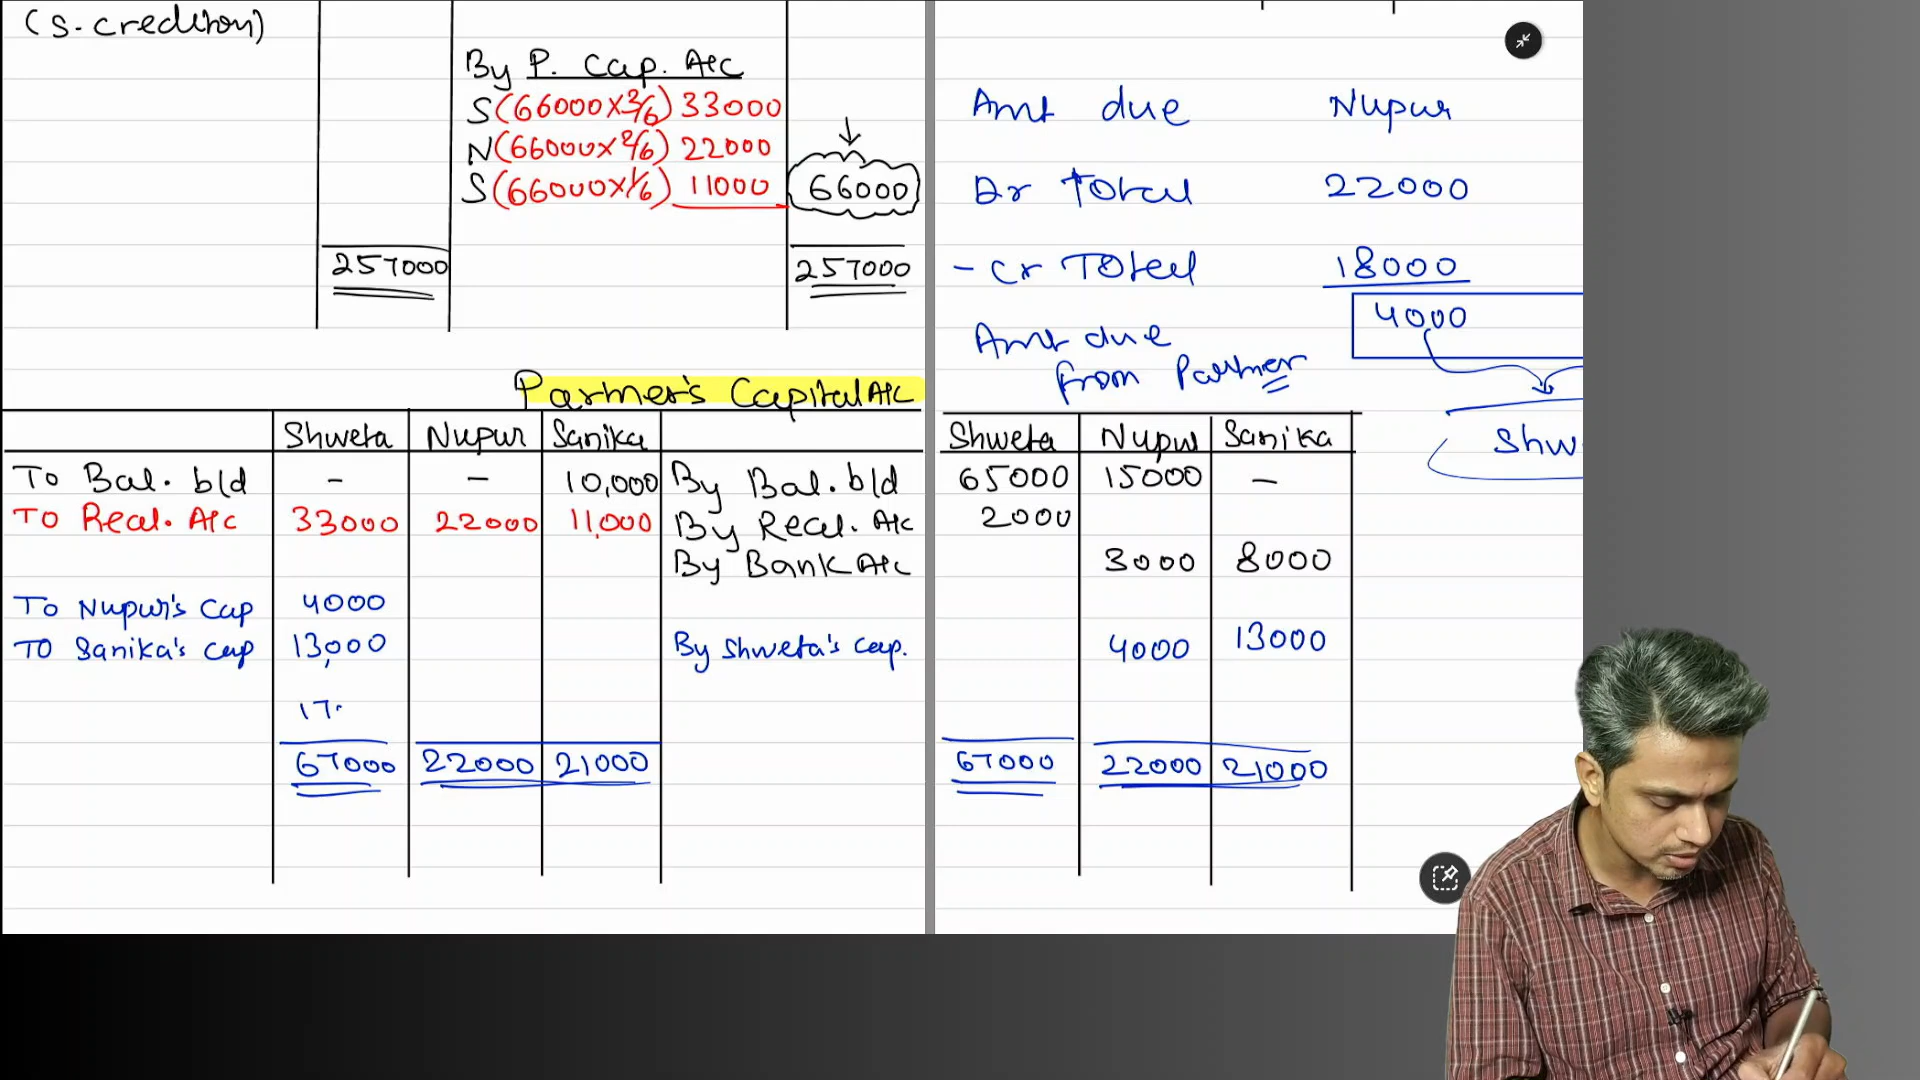 (S. creditors)
By P. Cap. A/c
S(66000×3/6) 33000
N(66000×2/6) 22000
S(66000×1/6) 11000 66000
257000 257000
Partner's Capital A/c
Shweta Nupur Sanika
To Bal. b/d - - 10,000 By Bal. b/d
To Real. A/c 33000 22000 11,000 By Real. A/c
By Bank A/c
To Nupur's Cap 4000
To Sanika's Cap 13,000 By Shweta's Cap.
17
67000 22000 21000
Amt due Nupur
Dr Total 22000
- Cr Total 18000
4000
Amt due
from Partner
Shweta Nupur Sanika
65000 15000 -
2000
3000 8000
4000 13000
67000 22000 21000
Shw